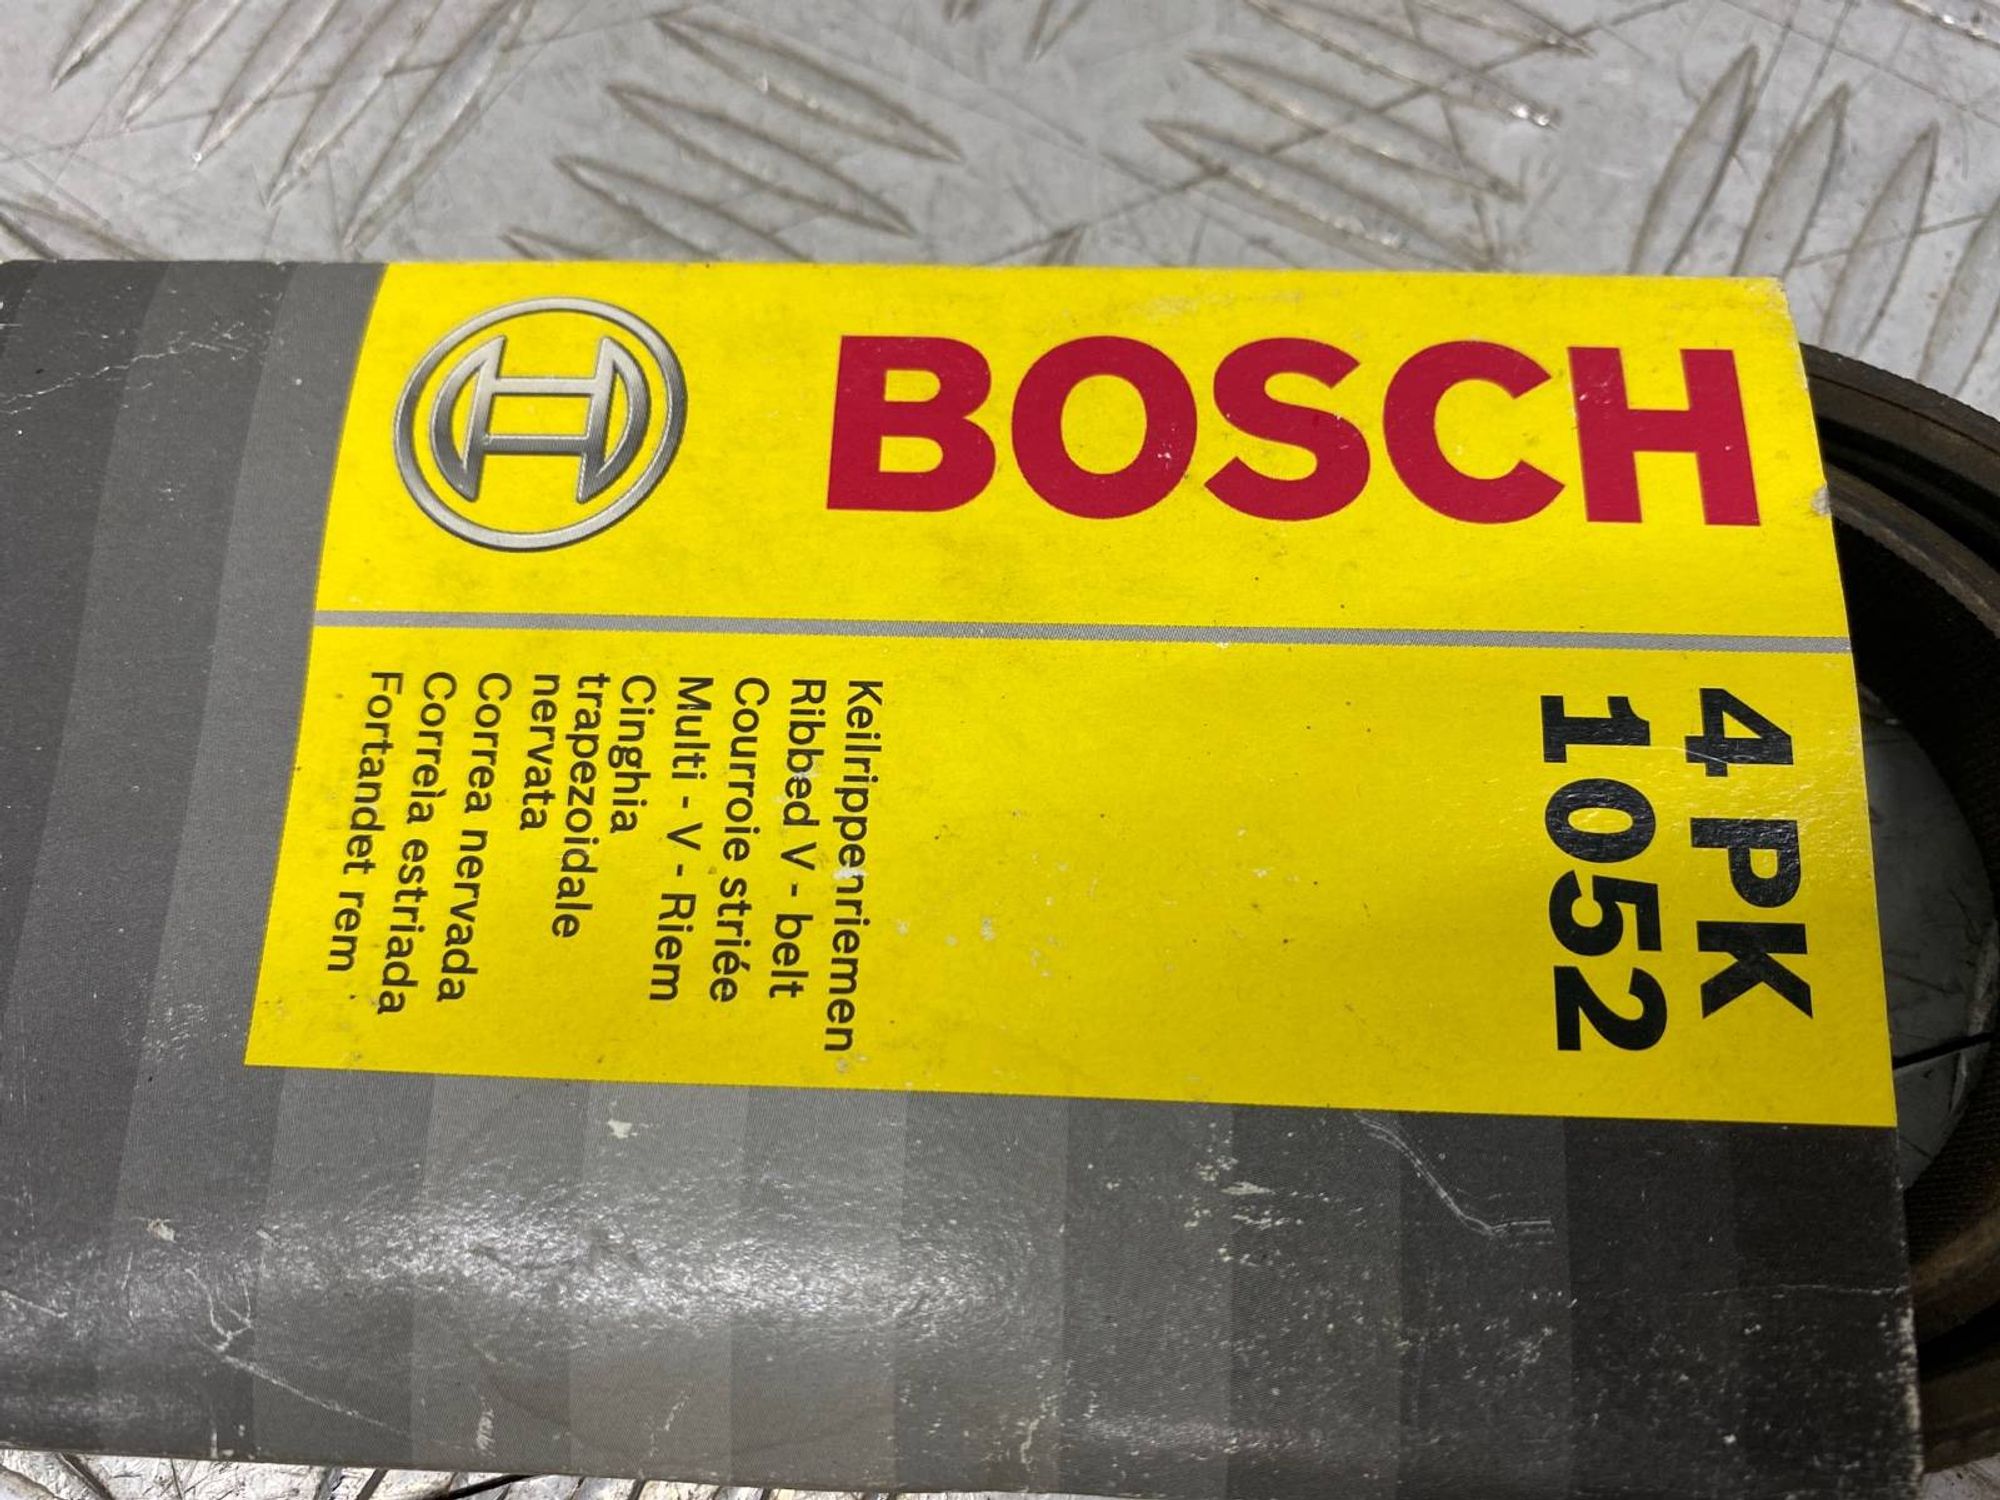 BOSCH
4 PK
1052
Keilrippenriemen
Ribbed V - belt
Courroie striée
Multi - V - Riem
Cinghia
trapezoidale
nervata
Correa nervada
Correìa estriada
Fortandet rem